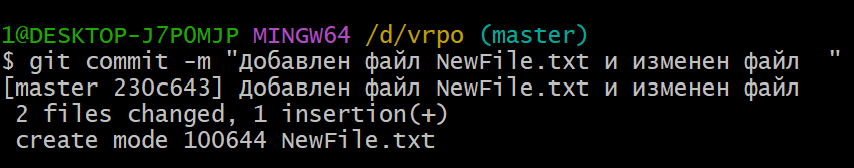 1@DESKTOP-J7P0MJP MINGW64 /d/vrpo (master)
$ git commit -m "Добавлен файл NewFile.txt и изменен файл  "
[master 230c643] Добавлен файл NewFile.txt и изменен файл
 2 files changed, 1 insertion(+)
 create mode 100644 NewFile.txt